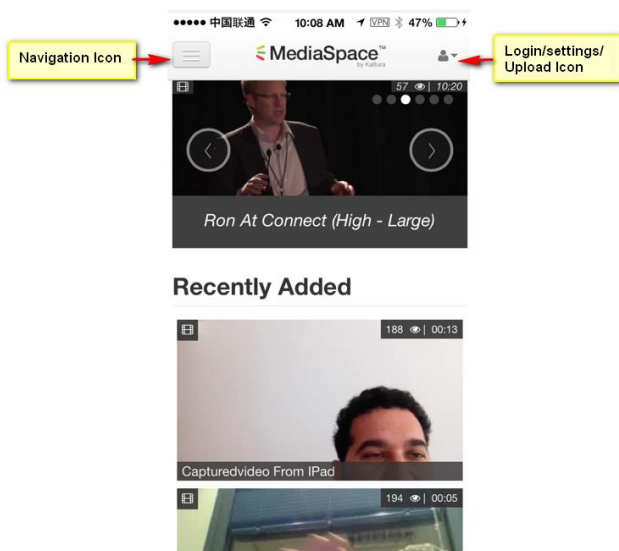 中国联通 10:08 AM VPN 47%
Navigation Icon
MediaSpace™
by Kaltura
Login/settings/
Upload Icon
57 | 10:20
Ron At Connect (High - Large)
Recently Added
188 | 00:13
Capturedvideo From IPad
194 | 00:05